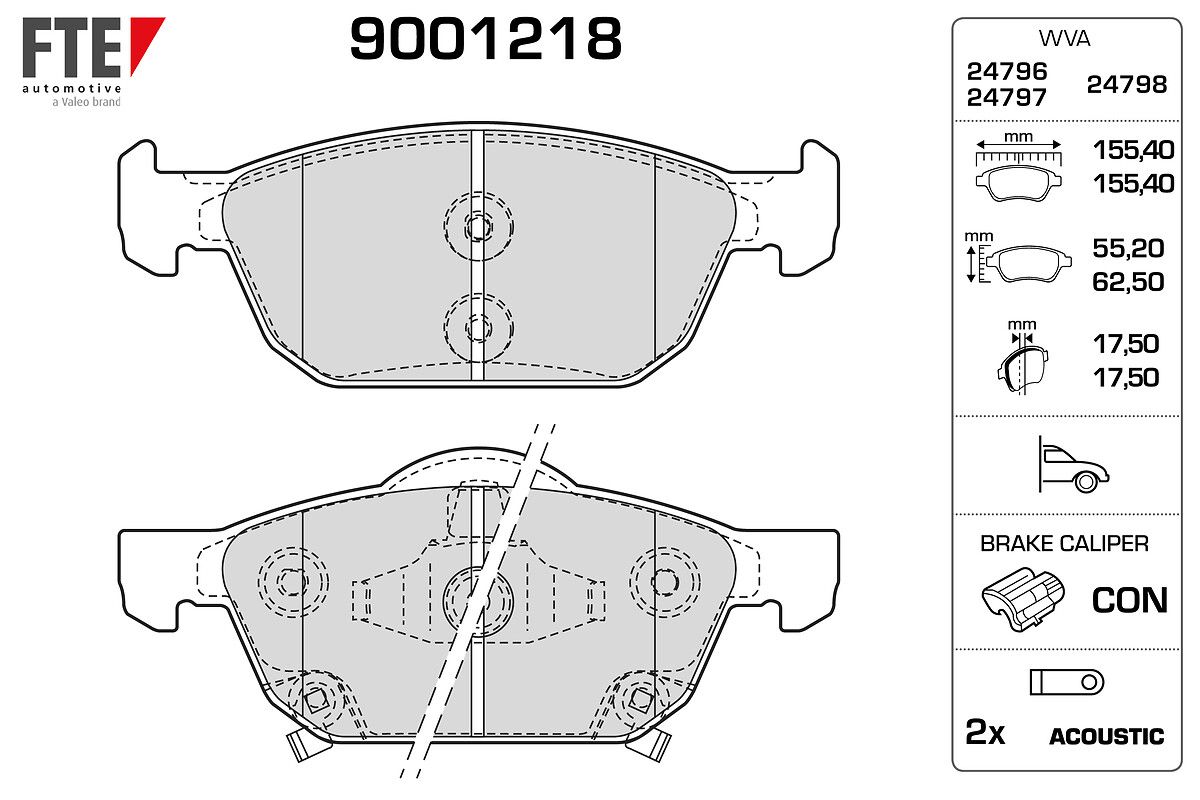 FTE
automotive
a Valeo brand
9001218
WVA
24796
24797
24798
mm
155,40
155,40
mm
55,20
62,50
mm
17,50
17,50
BRAKE CALIPER
CON
2x
ACOUSTIC